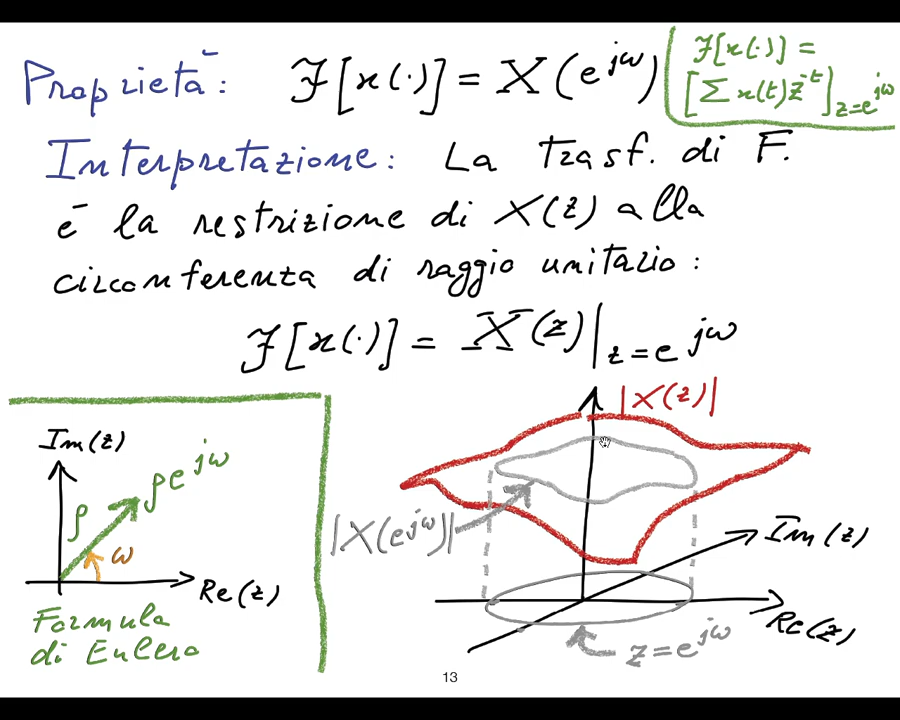 Proprietà: ℱ[x(·)] = X(e^{jω})
ℱ[x(·)] =
[Σ x(t) z^{-t}]_{z=e^{jω}}
Interpretazione: La trasf. di F.
è la restrizione di X(z) alla
circonferenza di raggio unitario:
ℱ[x(·)] = X(z)|_{z=e^{jω}}
Im(z)
ρ
ρe^{jω}
ω
Re(z)
Formula
di Eulero
|X(z)|
|X(e^{jω})|
Im(z)
Re(z)
z=e^{jω}
13